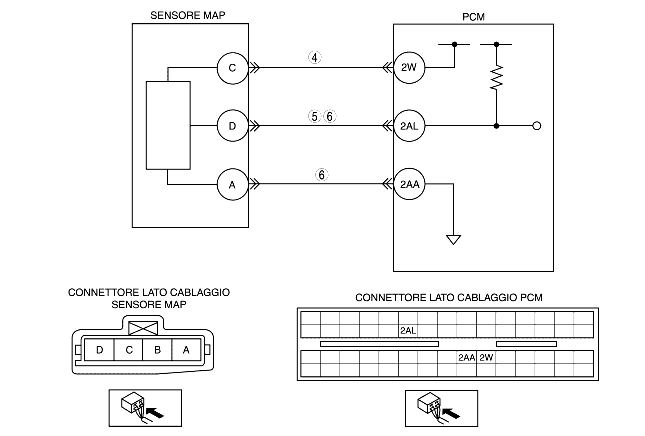 SENSORE MAP
PCM
C
4
2W
D
5 6
2AL
A
6
2AA
CONNETTORE LATO CABLAGGIO
SENSORE MAP
D C B A
CONNETTORE LATO CABLAGGIO PCM
2AL
2AA 2W